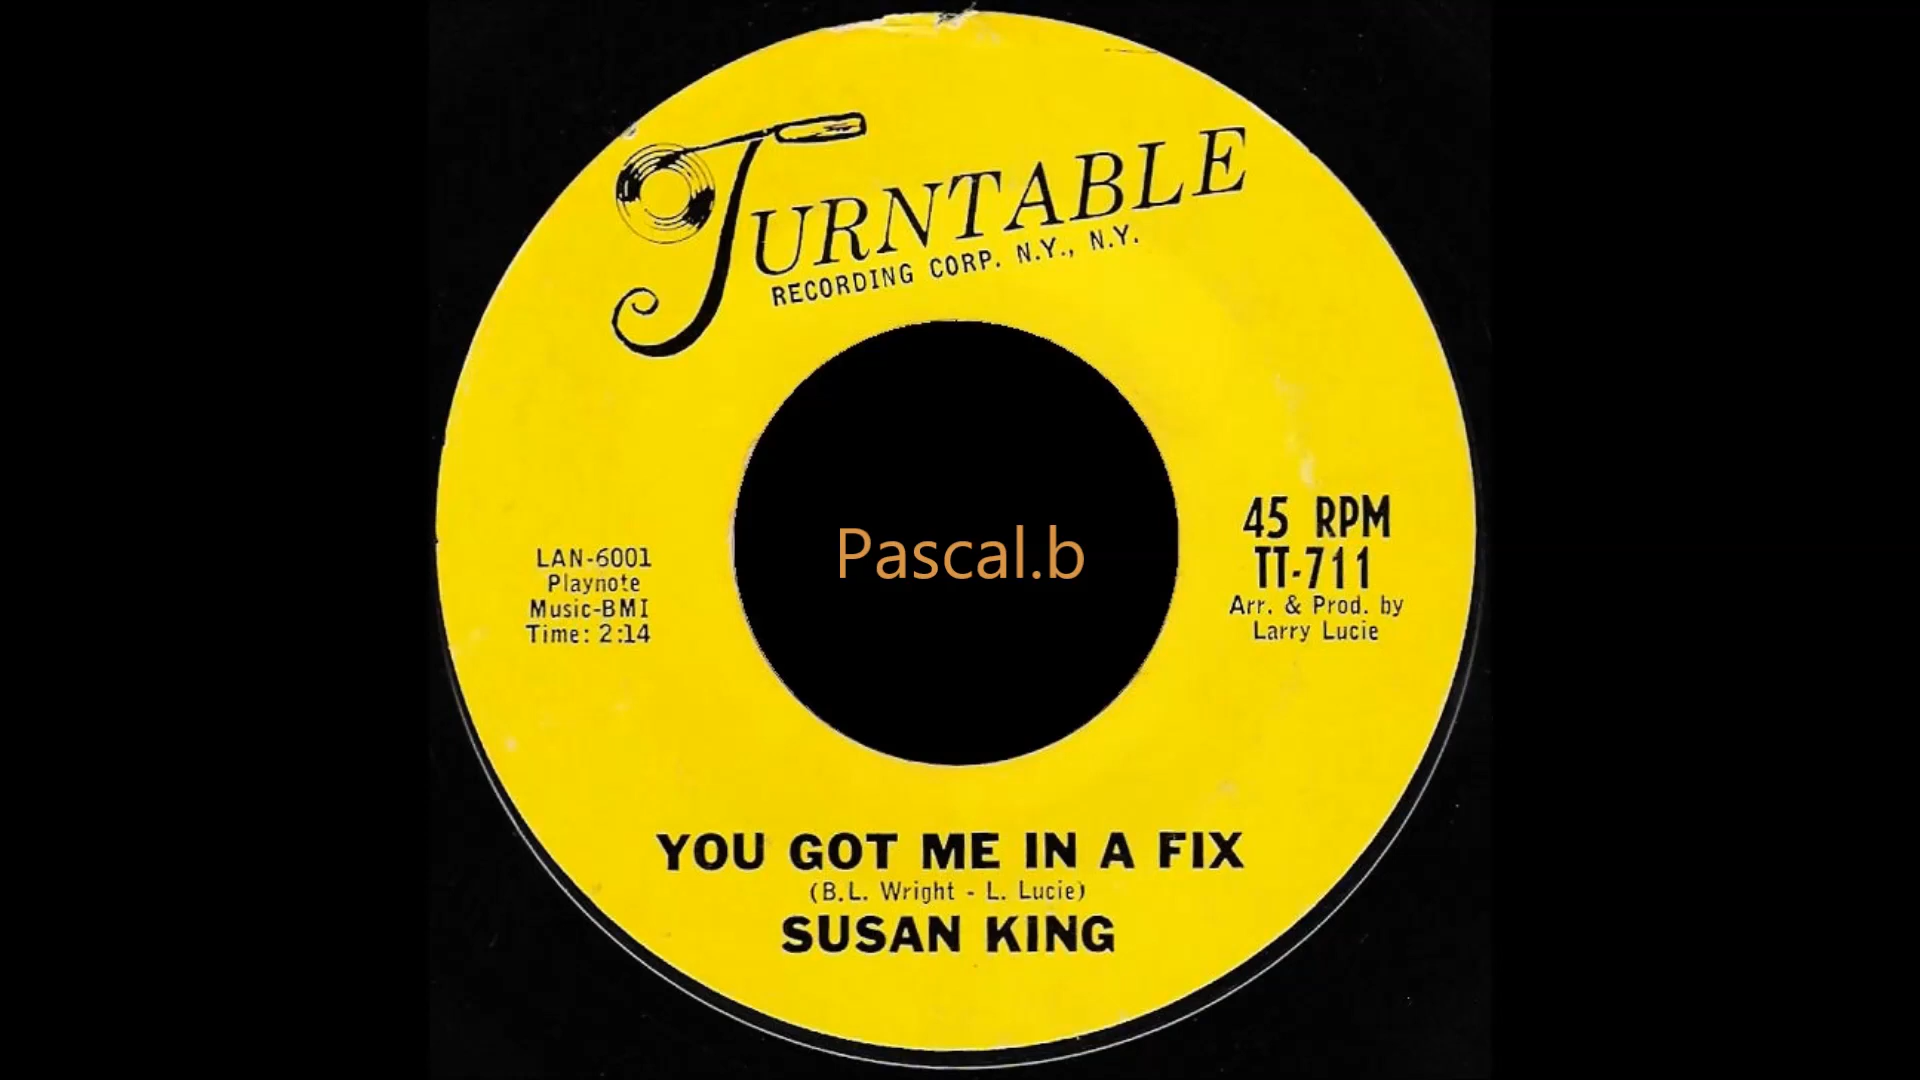 TURNTABLE
RECORDING CORP. N.Y., N.Y.
45 RPM
TT-711
Arr. & Prod. by
Larry Lucie
LAN-6001
Playnote
Music-BMI
Time: 2:14
Pascal.b
YOU GOT ME IN A FIX
(B.L. Wright - L. Lucie)
SUSAN KING